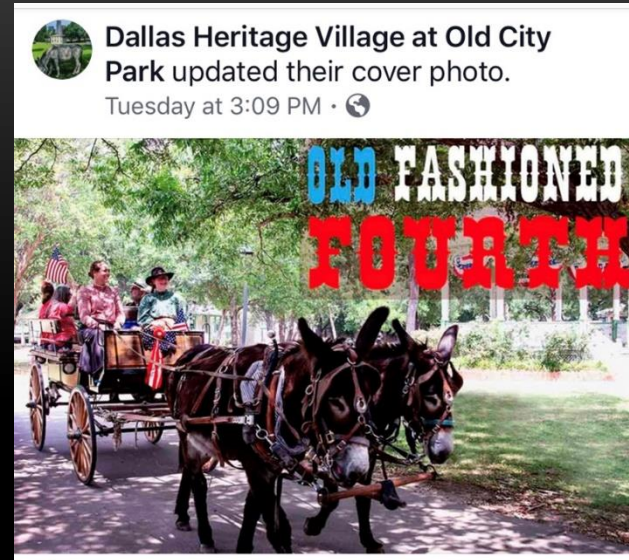 Dallas Heritage Village at Old City
Park updated their cover photo.
Tuesday at 3:09 PM ·
OLD FASHIONED
FOURTH